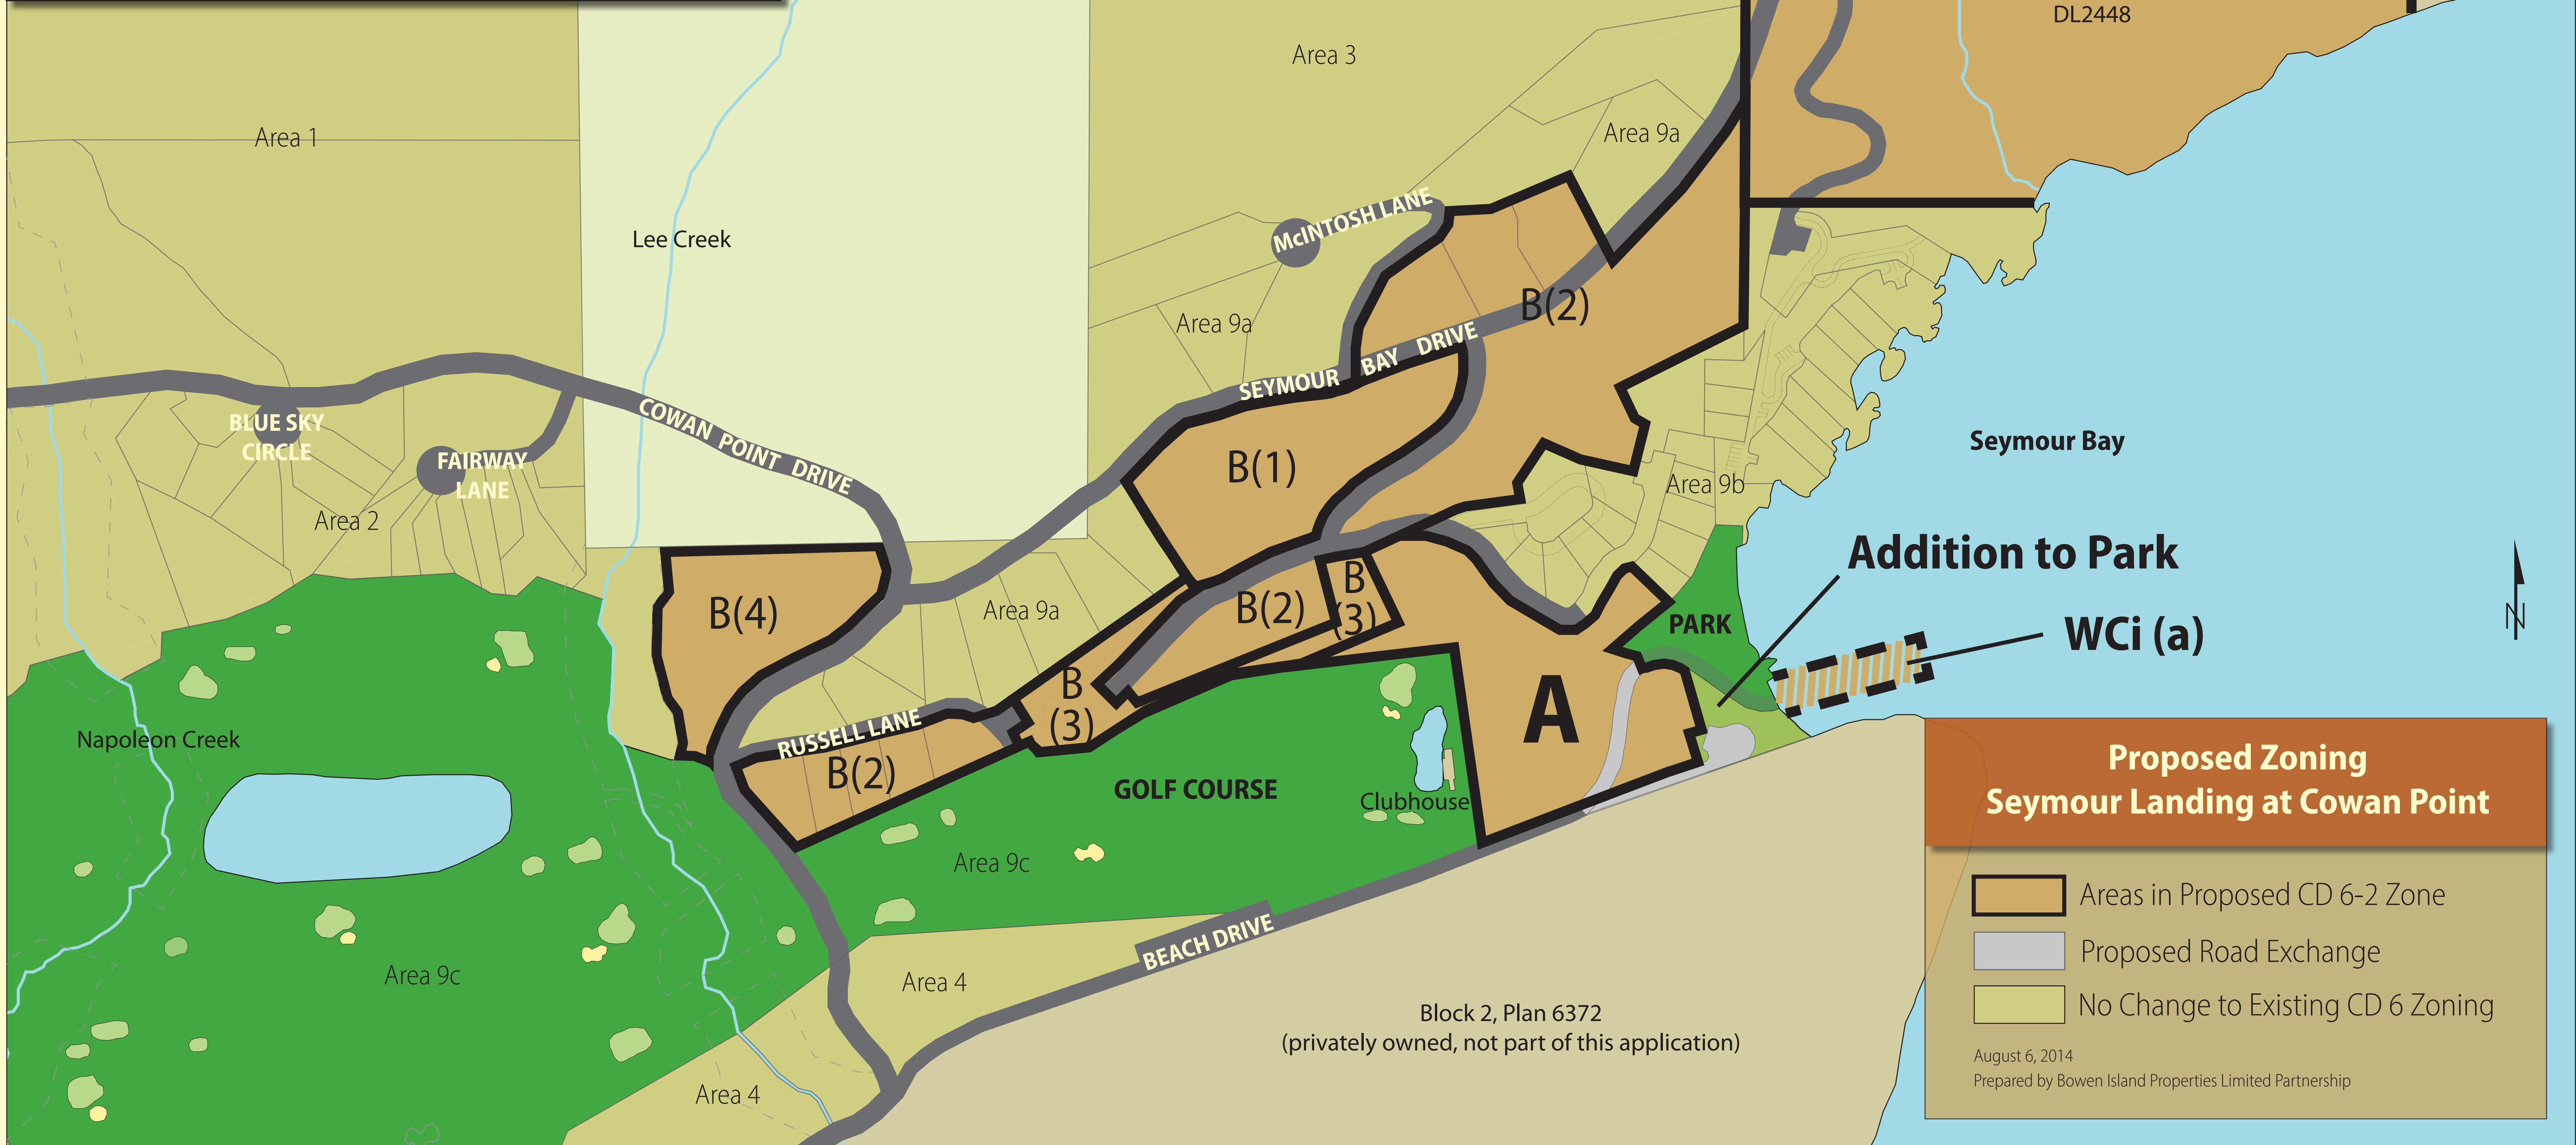 DL2448
Area 3
Area 1
Area 9a
McINTOSH LANE
Lee Creek
B(2)
Area 9a
SEYMOUR BAY DRIVE
BLUE SKY
CIRCLE
COWAN POINT DRIVE
FAIRWAY
LANE
Area 2
B(1)
Seymour Bay
Area 9b
Addition to Park
B(4)
Area 9a
B(2)
B
(3)
PARK
WCi (a)
B
(3)
A
RUSSELL LANE
B(2)
Napoleon Creek
GOLF COURSE
Clubhouse
Area 9c
Area 9c
BEACH DRIVE
Area 4
Area 4
Block 2, Plan 6372
(privately owned, not part of this application)
N
Proposed Zoning
Seymour Landing at Cowan Point
Areas in Proposed CD 6-2 Zone
Proposed Road Exchange
No Change to Existing CD 6 Zoning
August 6, 2014
Prepared by Bowen Island Properties Limited Partnership